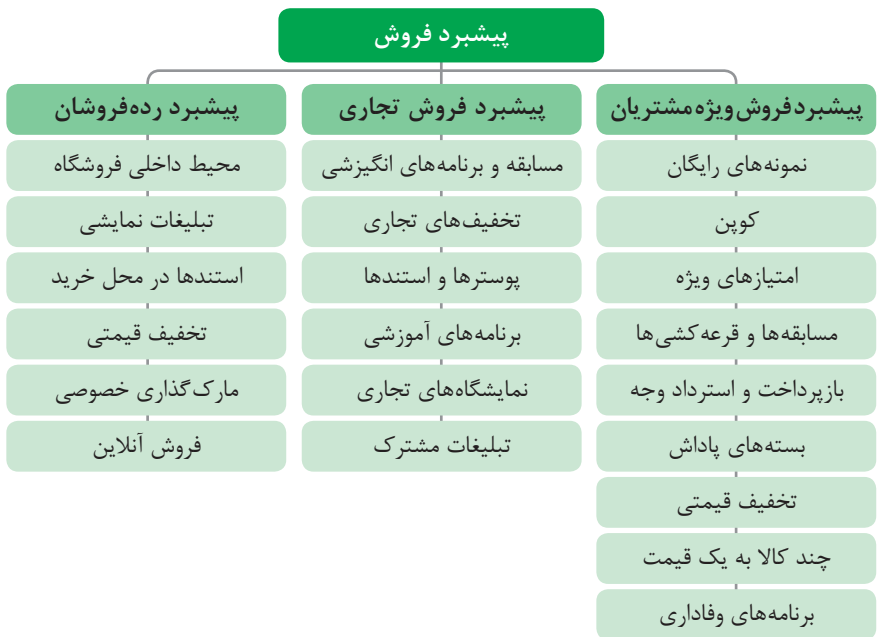 پیشبرد فروش
پیشبرد فروش ویژه مشتریان
نمونه‌های رایگان
کوپن
امتیازهای ویژه
مسابقه‌ها و قرعه‌کشی‌ها
بازپرداخت و استرداد وجه
بسته‌های پاداش
تخفیف قیمتی
چند کالا به یک قیمت
برنامه‌های وفاداری
پیشبرد فروش تجاری
مسابقه و برنامه‌های انگیزشی
تخفیف‌های تجاری
پوسترها و استندها
برنامه‌های آموزشی
نمایشگاه‌های تجاری
تبلیغات مشترک
پیشبرد رده‌فروشان
محیط داخلی فروشگاه
تبلیغات نمایشی
استندها در محل خرید
تخفیف قیمتی
مارک‌گذاری خصوصی
فروش آنلاین